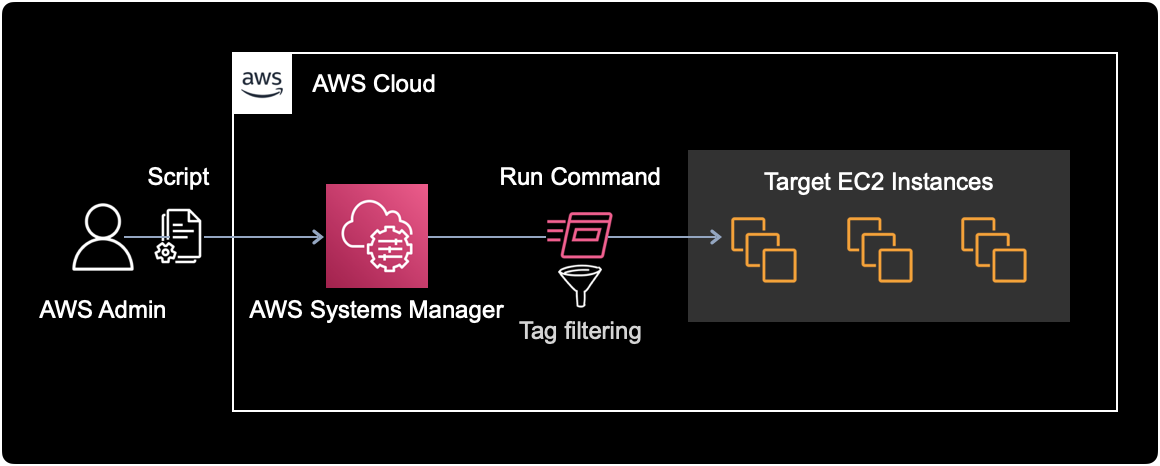 aws
AWS Cloud
Script
Run Command
Target EC2 Instances
AWS Admin
AWS Systems Manager
Tag filtering